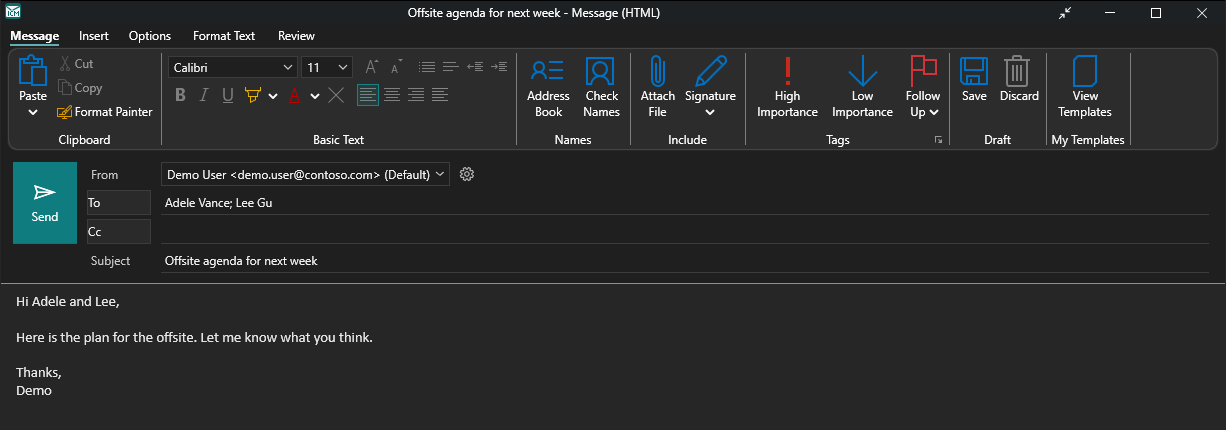 ICM
Offsite agenda for next week - Message (HTML)
Message Insert Options Format Text Review
Paste
Cut
Copy
Format Painter
Clipboard
Calibri 11
B I U A
Basic Text
Address Book
Check Names
Names
Attach File
Signature
Include
High Importance
Low Importance
Follow Up
Tags
Save
Discard
Draft
View Templates
My Templates
Send
From Demo User <demo.user@contoso.com> (Default)
To Adele Vance; Lee Gu
Cc
Subject Offsite agenda for next week
Hi Adele and Lee,
Here is the plan for the offsite. Let me know what you think.
Thanks,
Demo